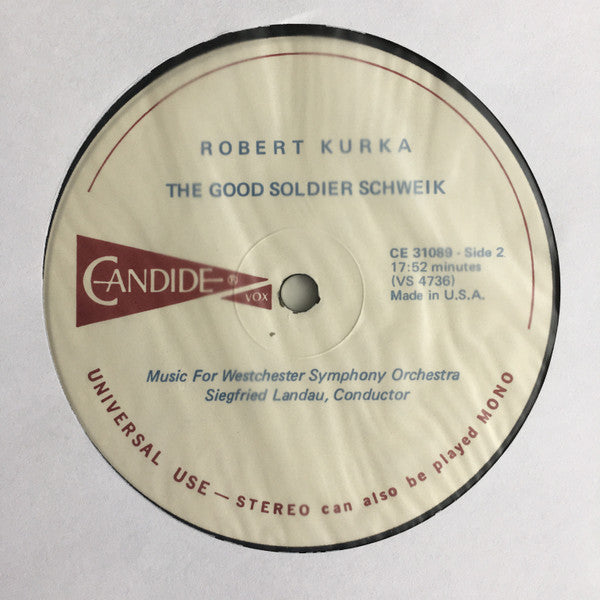 ROBERT KURKA
THE GOOD SOLDIER SCHWEIK
CANDIDE ®
VOX
CE 31089 · Side 2
17:52 minutes
(VS 4736)
Made in U.S.A.
Music For Westchester Symphony Orchestra
Siegfried Landau, Conductor
UNIVERSAL USE — STEREO can also be played MONO